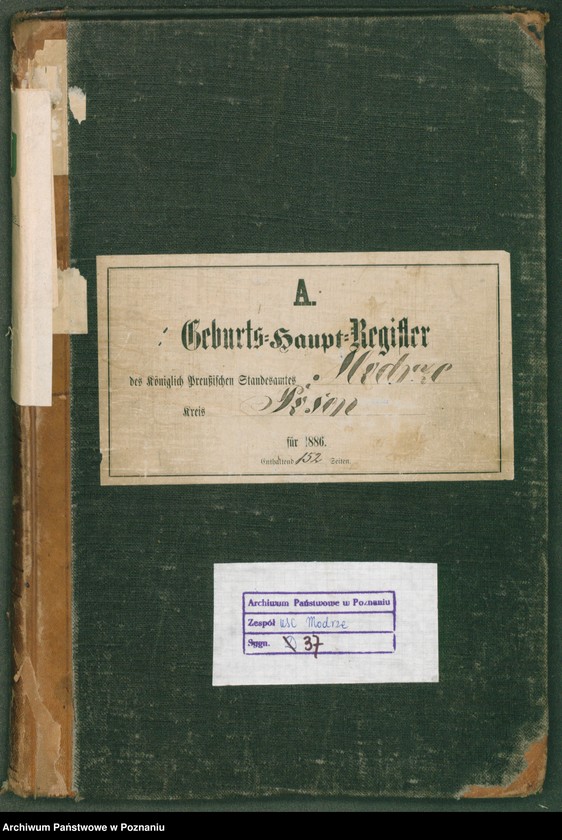 A.
Geburts-Haupt-Register
des Königlich Preußischen Standesamtes Modrze
Kreis Posen
für 1886.
Enthaltend 152 Seiten.
Archiwum Państwowe w Poznaniu
Zespół USC Modrze
Sygn. 37
Archiwum Państwowe w Poznaniu